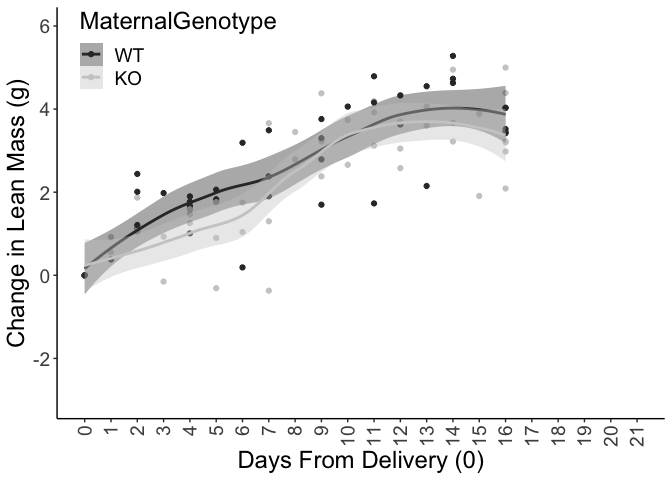 MaternalGenotype
WT
KO
Change in Lean Mass (g)
6
4
2
0
-2
0 1 2 3 4 5 6 7 8 9 10 11 12 13 14 15 16 17 18 19 20 21
Days From Delivery (0)